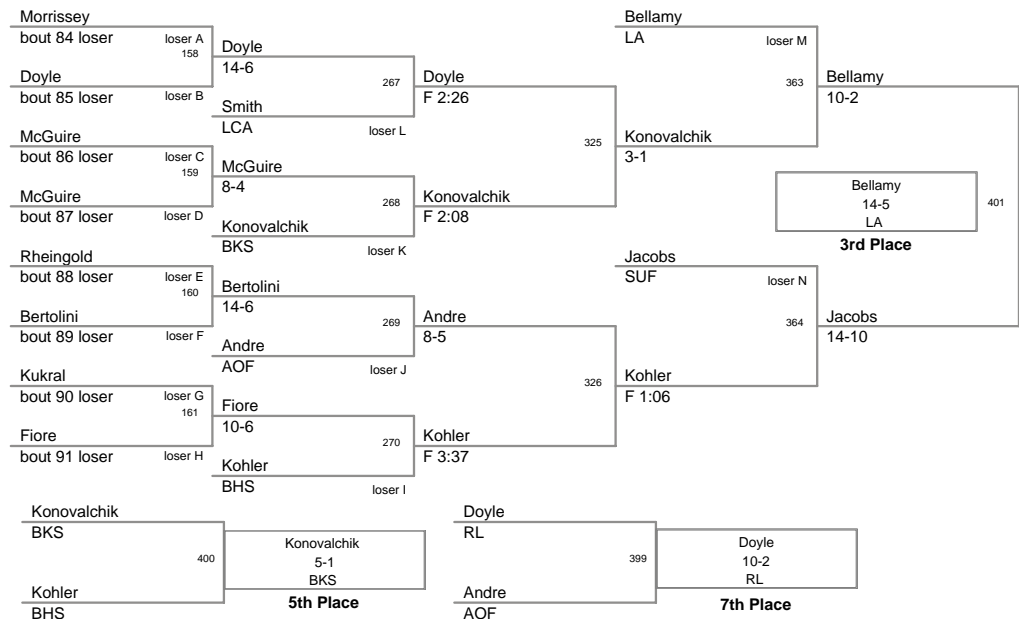 Morrissey
bout 84 loser
loser A
158
Doyle
bout 85 loser
loser B
McGuire
bout 86 loser
loser C
159
McGuire
bout 87 loser
loser D
Rheingold
bout 88 loser
loser E
160
Bertolini
bout 89 loser
loser F
Kukral
bout 90 loser
loser G
161
Fiore
bout 91 loser
loser H
Doyle
14-6
267
Smith
LCA
loser L
McGuire
8-4
268
Konovalchik
BKS
loser K
Bertolini
14-6
269
Andre
AOF
loser J
Fiore
10-6
270
Kohler
BHS
loser I
Doyle
F 2:26
325
Konovalchik
F 2:08
Andre
8-5
326
Kohler
F 3:37
Bellamy
LA
loser M
363
Konovalchik
3-1
Jacobs
SUF
loser N
364
Kohler
F 1:06
Bellamy
10-2
401
Jacobs
14-10
Bellamy
14-5
LA
3rd Place
Konovalchik
BKS
400
Kohler
BHS
Konovalchik
5-1
BKS
5th Place
Doyle
RL
399
Andre
AOF
Doyle
10-2
RL
7th Place